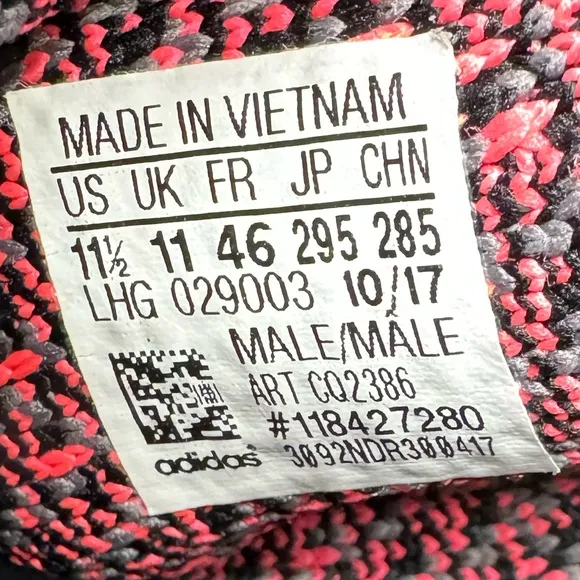 MADE IN VIETNAM
US UK FR JP CHN
11½ 11 46 295 285
LHG 029003 10/17
MALE/MÂLE
ART CQ2386
#118427280
adidas 3092NDR300417